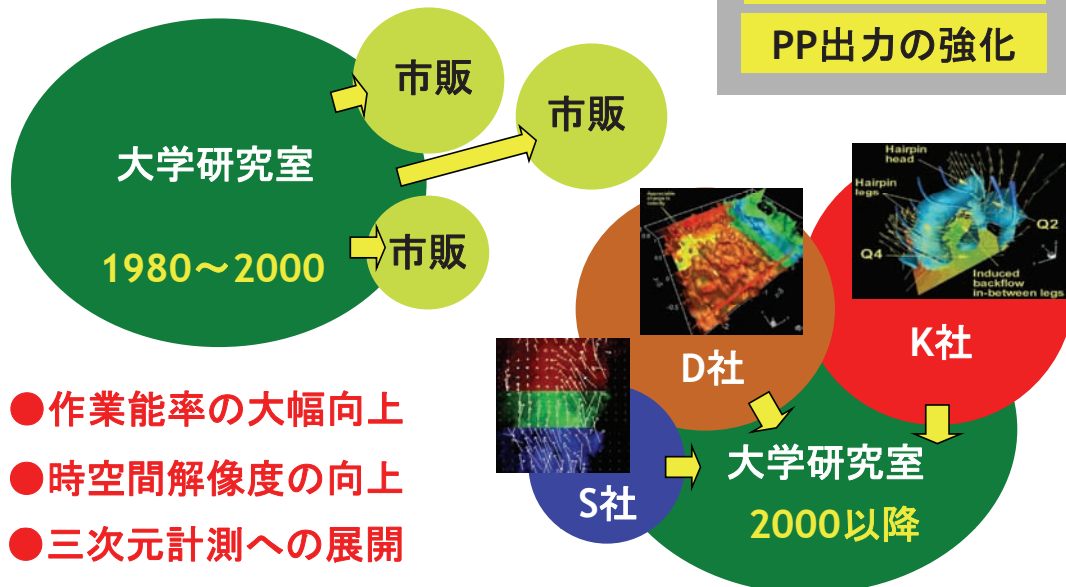 PP出力の強化
市販
市販
大学研究室
市販
1980～2000
Hairpin
head
Hairpin
legs
Q2
Q4
Induced
backflow
in-between legs
K社
D社
●作業能率の大幅向上
大学研究室
●時空間解像度の向上
S社
2000以降
●三次元計測への展開